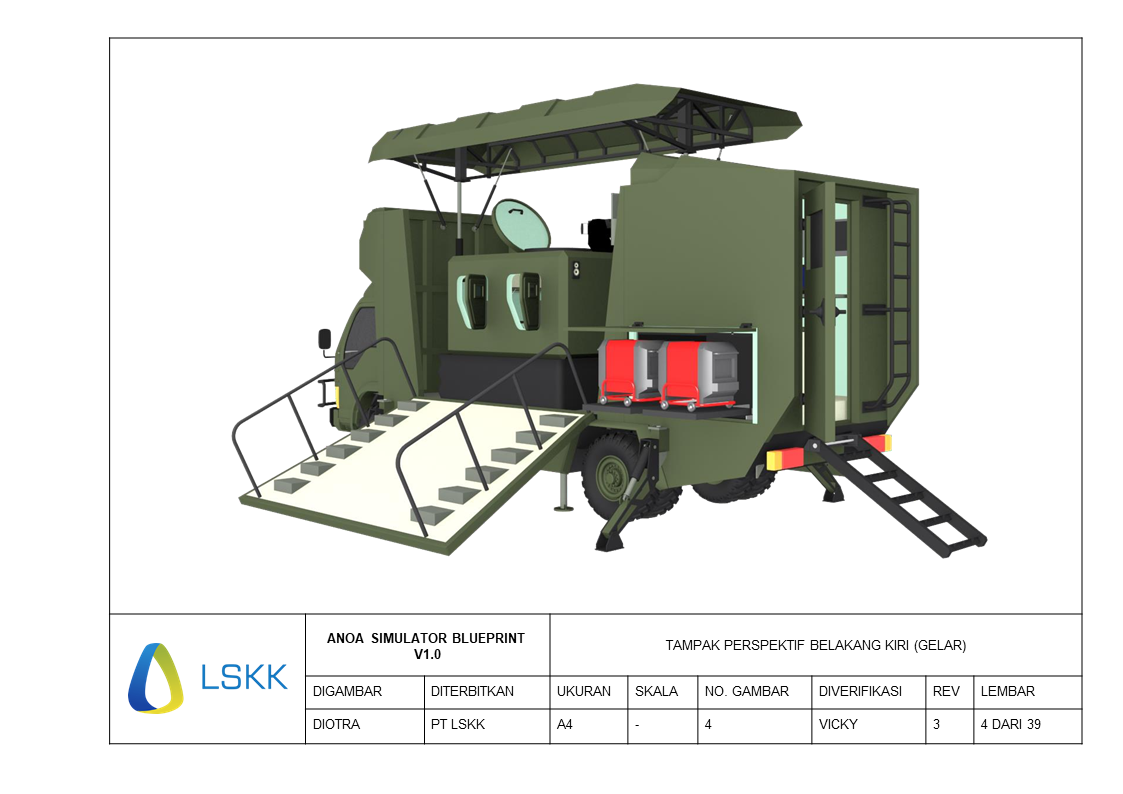 LSKK
ANOA SIMULATOR BLUEPRINT
V1.0
TAMPAK PERSPEKTIF BELAKANG KIRI (GELAR)
DIGAMBAR DITERBITKAN UKURAN SKALA NO. GAMBAR DIVERIFIKASI REV LEMBAR
DIOTRA PT LSKK A4 - 4 VICKY 3 4 DARI 39